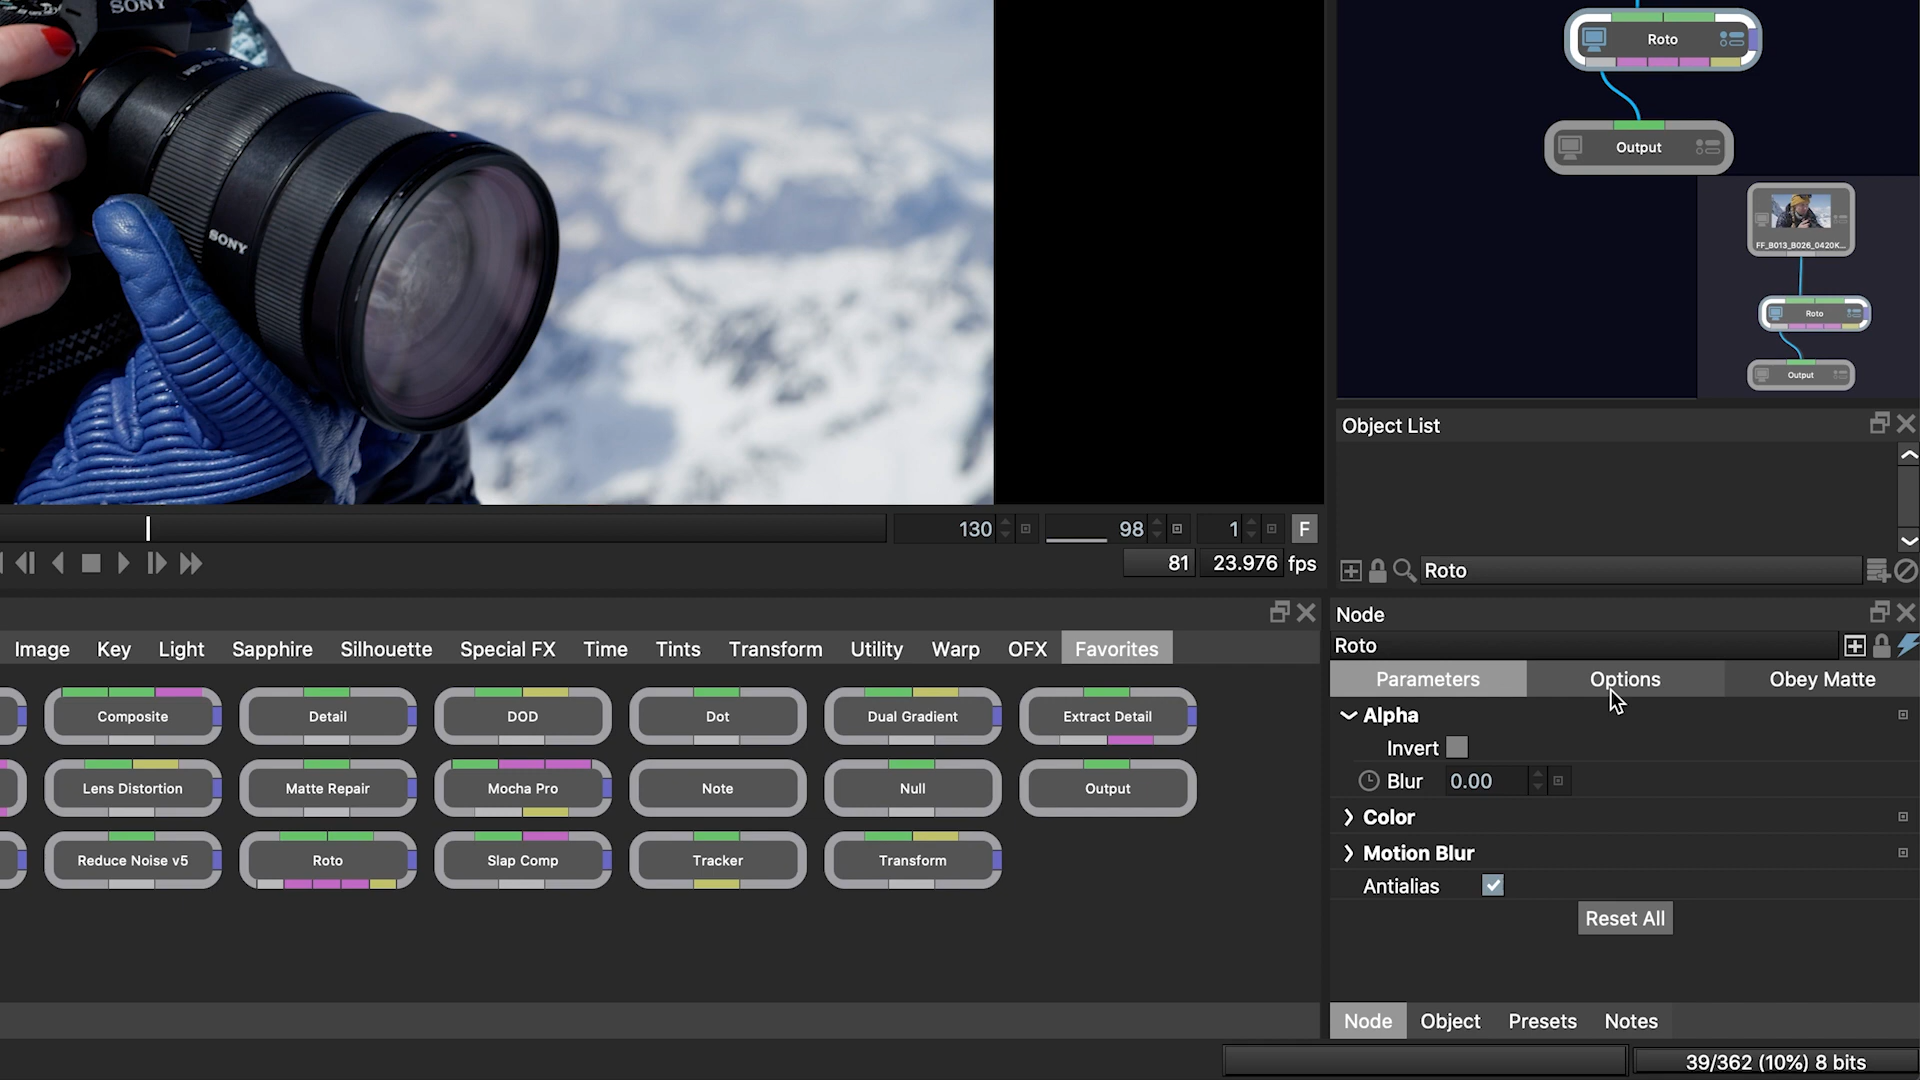 SONY
SONY
Roto
Output
FF_B013_B026_0420K...
Roto
Output
Object List
130 98 1 F
81 23.976 fps
Roto
Node
Roto
Image Key Light Sapphire Silhouette Special FX Time Tints Transform Utility Warp OFX Favorites
Parameters Options Obey Matte
Composite Detail DOD Dot Dual Gradient Extract Detail
Lens Distortion Matte Repair Mocha Pro Note Null Output
Reduce Noise v5 Roto Slap Comp Tracker Transform
Alpha
Invert
Blur 0.00
Color
Motion Blur
Antialias
Reset All
Node Object Presets Notes
39/362 (10%) 8 bits